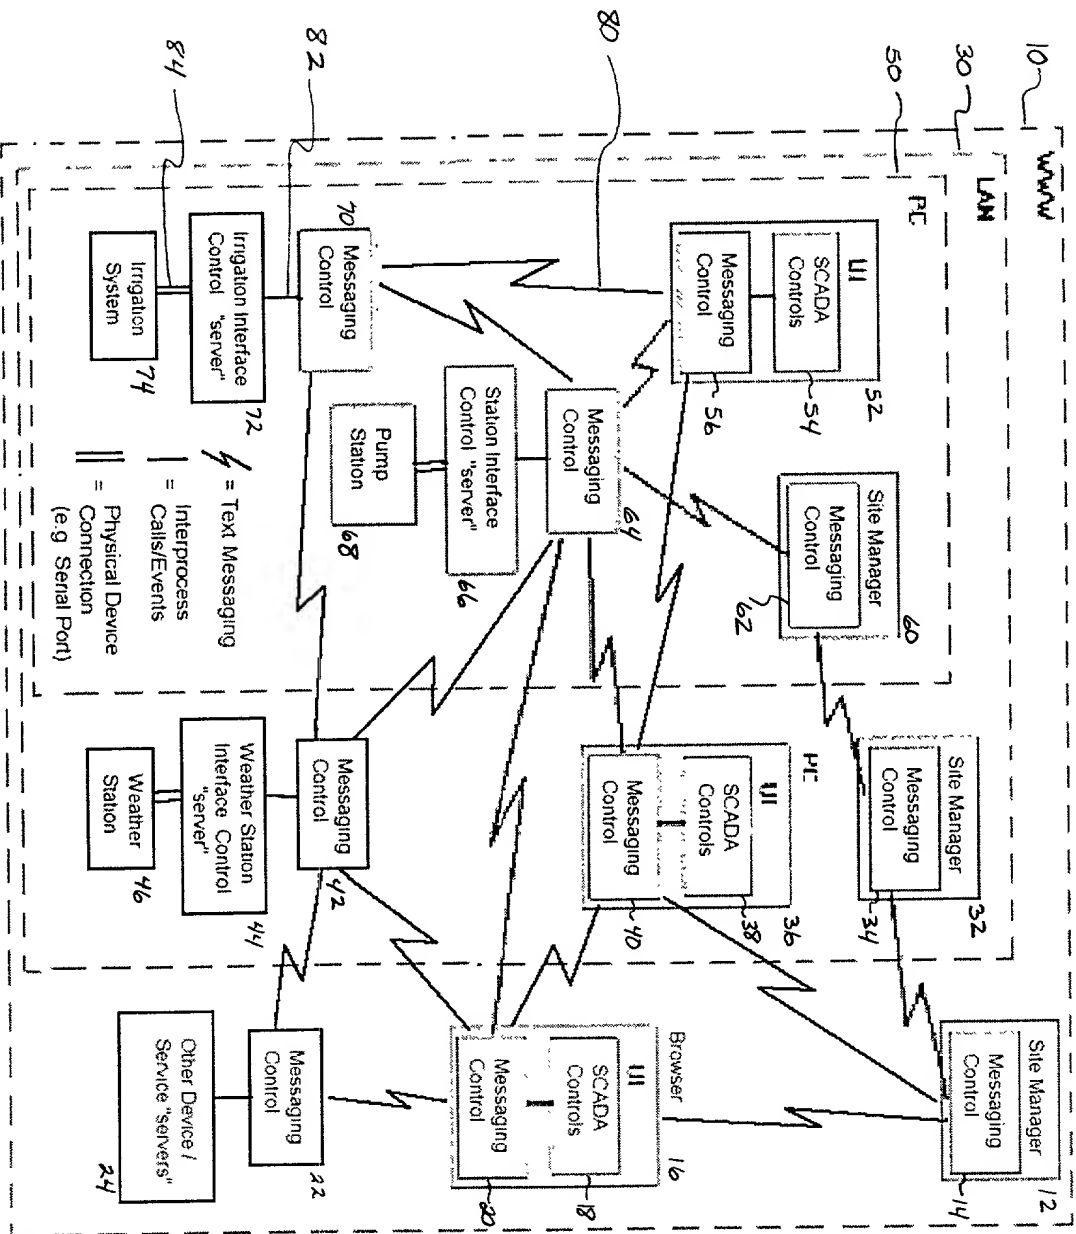 10
WWW
30
LAN
50
PC
80
82
84
UI
SCADA
Controls
54
Messaging
Control
56
52
Site Manager
Messaging
Control
62
60
Messaging
Control
64
Station Interface
Control "server"
66
Pump
Station
68
70
Messaging
Control
Irrigation Interface
Control "server"
72
Irrigation
System
74
= Text Messaging
= Interprocess
Calls/Events
= Physical Device
Connection
(e.g Serial Port)
Site Manager
Messaging
Control
34
32
PC
UI
SCADA
Controls
38
Messaging
Control
40
36
Messaging
Control
42
Weather Station
Interface Control
"server"
44
Weather
Station
46
Site Manager
Messaging
Control
14
12
Browser
UI
SCADA
Controls
18
Messaging
Control
20
16
Messaging
Control
22
Other Device /
Service "servers"
24